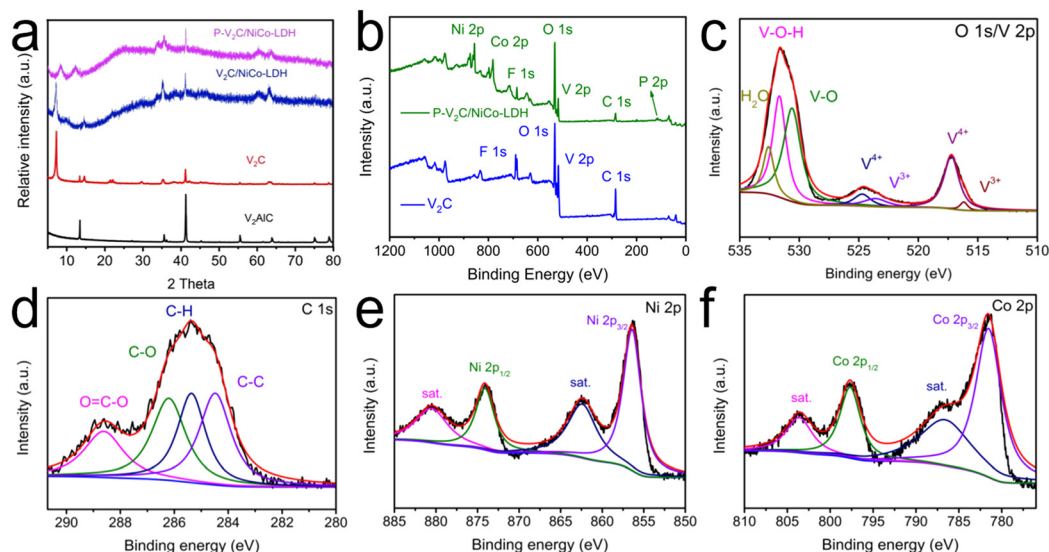 a
P-V₂C/NiCo-LDH
V₂C/NiCo-LDH
V₂C
V₂AlC
Relative intensity (a.u.)
10 20 30 40 50 60 70 80
2 Theta
b
Ni 2p
Co 2p
F 1s
O 1s
V 2p
C 1s
P 2p
P-V₂C/NiCo-LDH
F 1s
O 1s
V 2p
C 1s
V₂C
Intensity (a.u.)
1200 1000 800 600 400 200 0
Binding Energy (eV)
c
O 1s/V 2p
V-O-H
H₂O
V-O
V⁴⁺
V³⁺
V⁴⁺
V³⁺
Intensity (a.u.)
535 530 525 520 515 510
Binding energy (eV)
d
C 1s
C-H
C-O
C-C
O=C-O
Intensity (a.u.)
290 288 286 284 282 280
Binding energy (eV)
e
Ni 2p
Ni 2p₃/₂
Ni 2p₁/₂
sat.
sat.
Intensity (a.u.)
885 880 875 870 865 860 855 850
Binding energy (eV)
f
Co 2p
Co 2p₃/₂
Co 2p₁/₂
sat.
sat.
Intensity (a.u.)
810 805 800 795 790 785 780
Binding energy (eV)